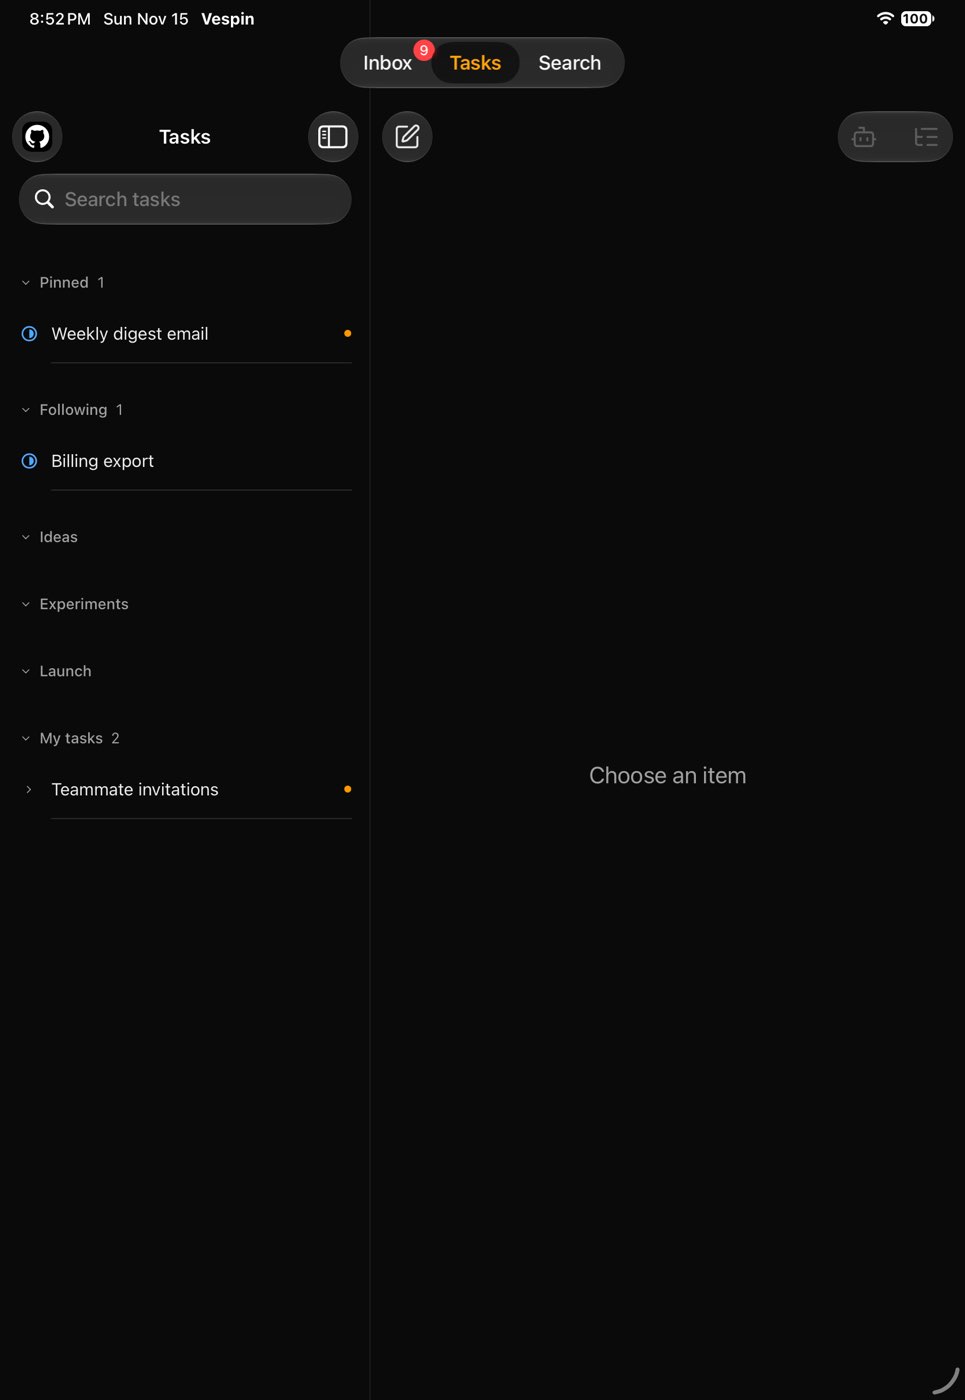 8:52 PM Sun Nov 15 Vespin
100
Inbox 9 Tasks Search
Tasks
Search tasks
Pinned 1
Weekly digest email
Following 1
Billing export
Ideas
Experiments
Launch
My tasks 2
Teammate invitations
Choose an item